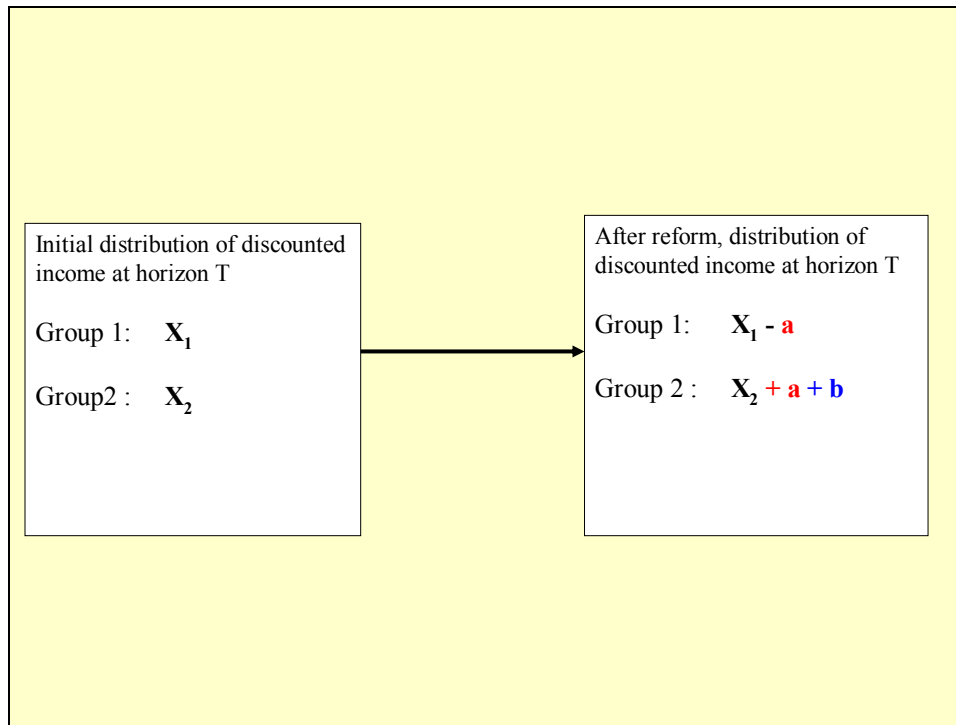 Initial distribution of discounted
income at horizon T
Group 1: X₁
Group2 : X₂
After reform, distribution of
discounted income at horizon T
Group 1: X₁ - a
Group 2 : X₂ + a + b